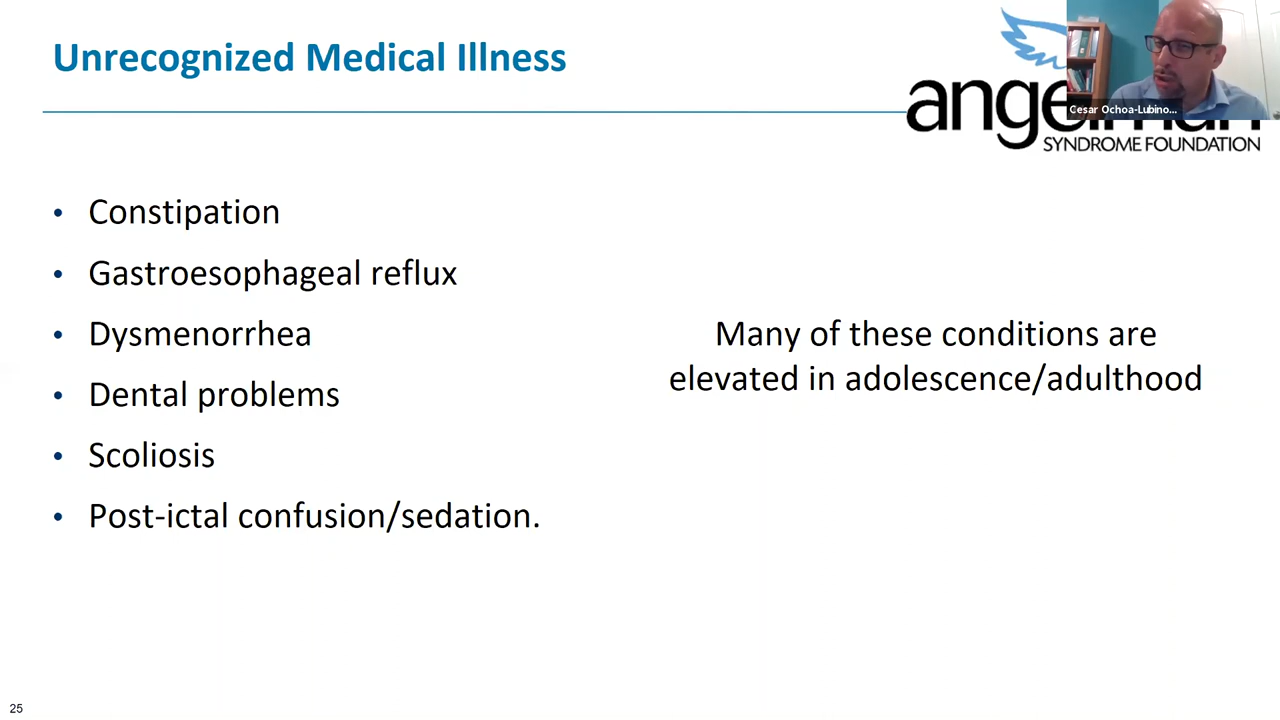 Unrecognized Medical Illness
Cesar Ochoa-Lubino...
SYNDROME FOUNDATION
• Constipation
• Gastroesophageal reflux
• Dysmenorrhea
• Dental problems
• Scoliosis
• Post-ictal confusion/sedation.
Many of these conditions are
elevated in adolescence/adulthood
25